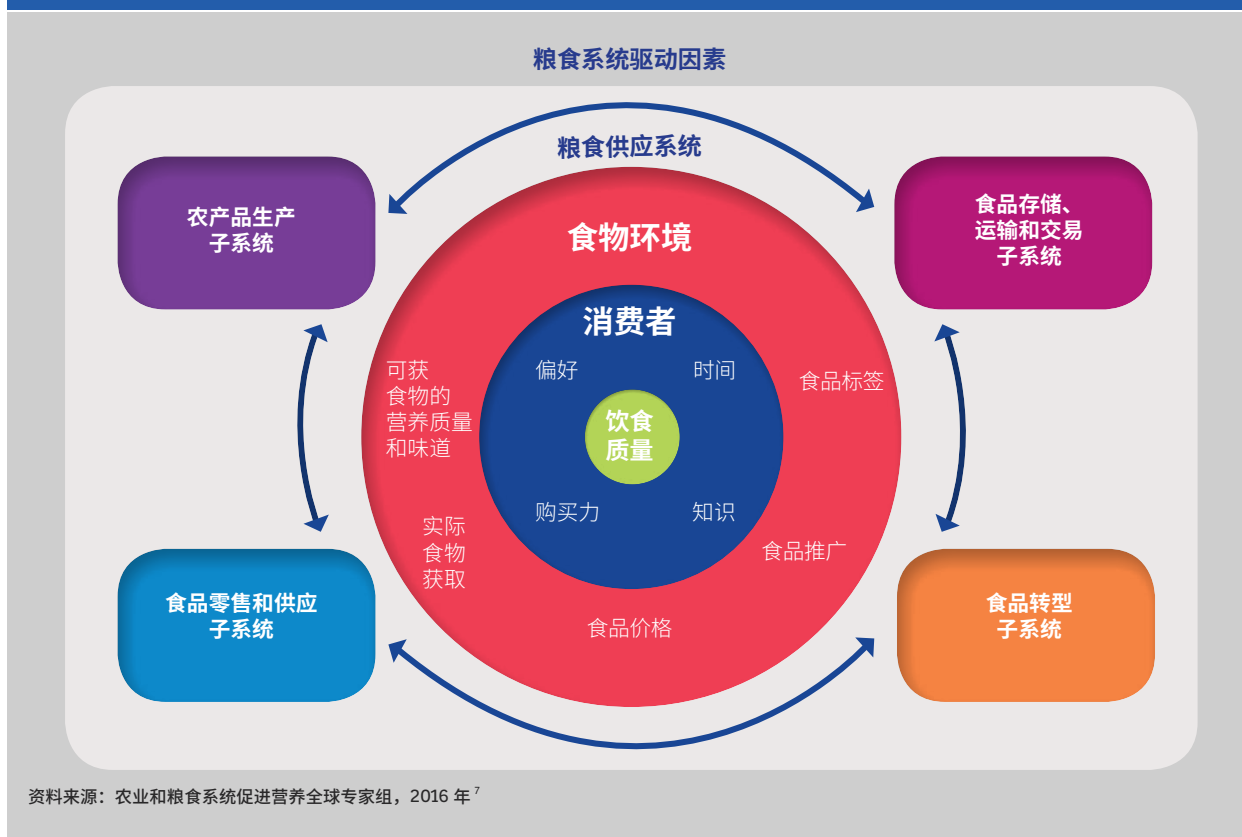 粮食系统驱动因素
粮食供应系统
农产品生产
子系统
食品存储、
运输和交易
子系统
食物环境
消费者
可获
食物的
营养质量
和味道
偏好
时间
食品标签
饮食
质量
购买力
知识
实际
食物
获取
食品推广
食品价格
食品零售和供应
子系统
食品转型
子系统
资料来源：农业和粮食系统促进营养全球专家组，2016 年 7